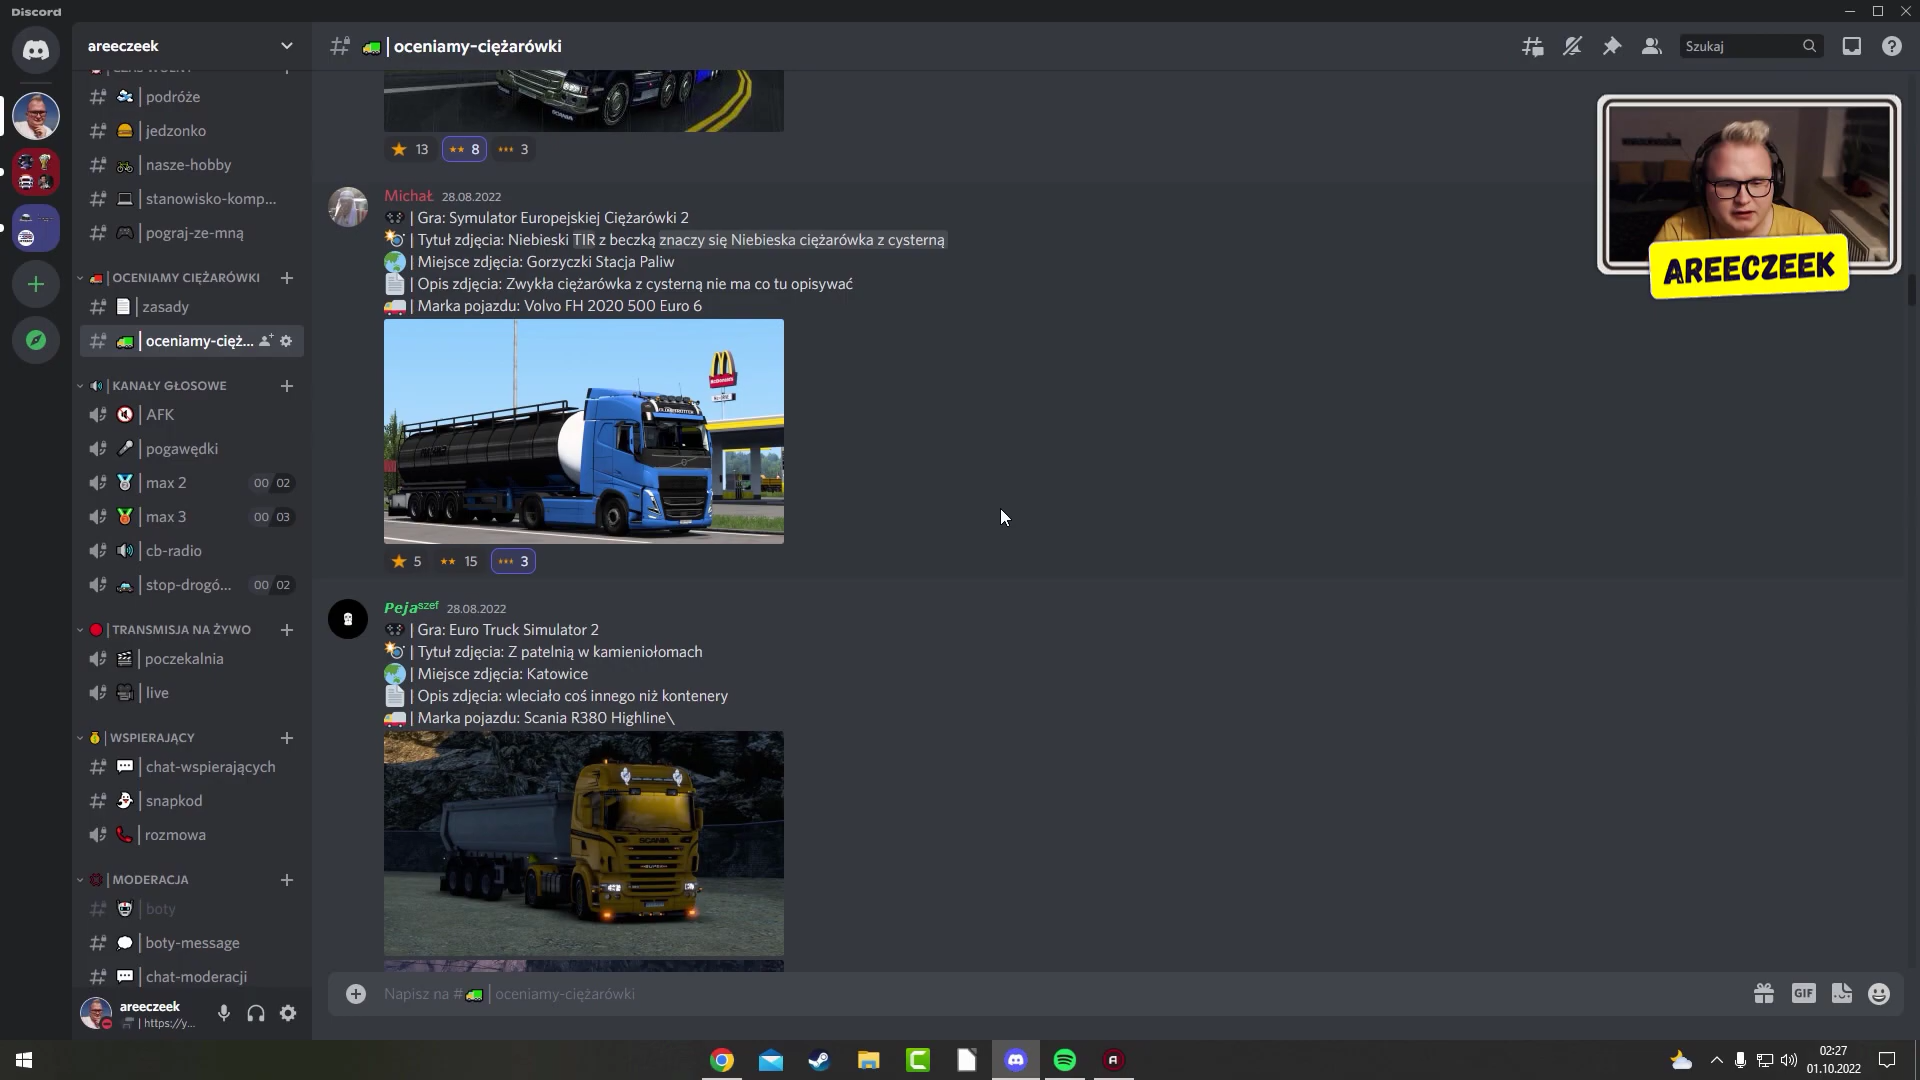 Discord
areeczeek
podróże
jedzonko
nasze-hobby
stanowisko-komp...
pograj-ze-mną
OCENIAMY CIĘŻARÓWKI
zasady
oceniamy-cięż...
KANAŁY GŁOSOWE
AFK
pogawędki
max 2 00 02
max 3 00 03
cb-radio
stop-drogó... 00 02
TRANSMISJA NA ŻYWO
poczekalnia
live
WSPIERAJĄCY
chat-wspierających
snapkod
rozmowa
MODERACJA
boty
boty-message
chat-moderacji
areeczeek
| https://y...
oceniamy-ciężarówki
Szukaj
13 8 3
Michał 28.08.2022
| Gra: Symulator Europejskiej Ciężarówki 2
| Tytuł zdjęcia: Niebieski TIR z beczką znaczy się Niebieska ciężarówka z cysterną
| Miejsce zdjęcia: Gorzyczki Stacja Paliw
| Opis zdjęcia: Zwykła ciężarówka z cysterną nie ma co tu opisywać
| Marka pojazdu: Volvo FH 2020 500 Euro 6
McDonald's
5 15 3
Peja szef 28.08.2022
| Gra: Euro Truck Simulator 2
| Tytuł zdjęcia: Z patelnią w kamieniołomach
| Miejsce zdjęcia: Katowice
| Opis zdjęcia: wleciało coś innego niż kontenery
| Marka pojazdu: Scania R380 Highline\
SCANIA
Napisz na # | oceniamy-ciężarówki
GIF
AREECZEEK
02:27
01.10.2022